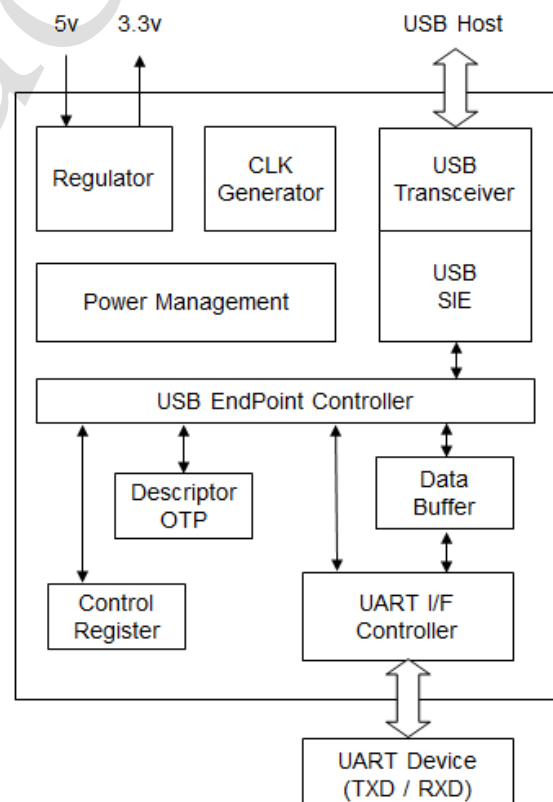 5v 3.3v USB Host
Regulator
CLK
Generator
USB
Transceiver
USB
SIE
Power Management
USB EndPoint Controller
Descriptor
OTP
Data
Buffer
Control
Register
UART I/F
Controller
UART Device
(TXD / RXD)